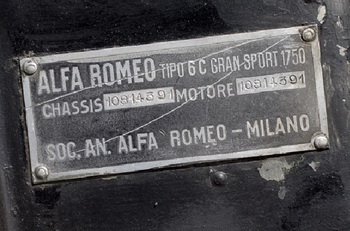 ALFA ROMEO TIPO 6 C GRAN-SPORT 1750
CHASSIS 10814391 MOTORE 10814391
SOC. AN. ALFA ROMEO - MILANO